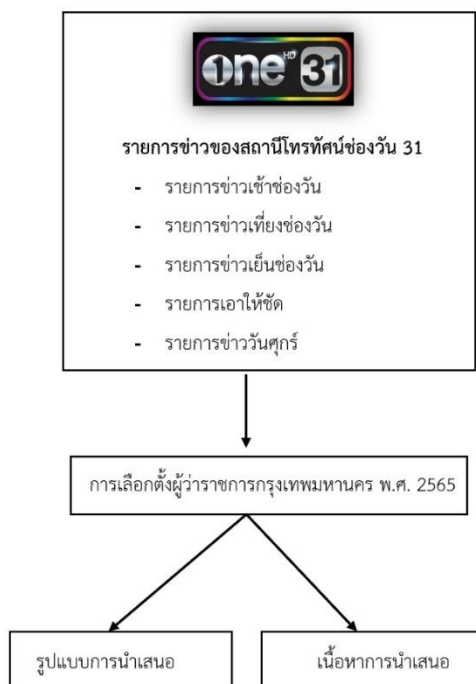 one HD 31
รายการข่าวของสถานีโทรทัศน์ช่องวัน 31
- รายการข่าวเช้าช่องวัน
- รายการข่าวเที่ยงช่องวัน
- รายการข่าวเย็นช่องวัน
- รายการเอาให้ชัด
- รายการข่าววันศุกร์
การเลือกตั้งผู้ว่าราชการกรุงเทพมหานคร พ.ศ. 2565
รูปแบบการนำเสนอ
เนื้อหาการนำเสนอ